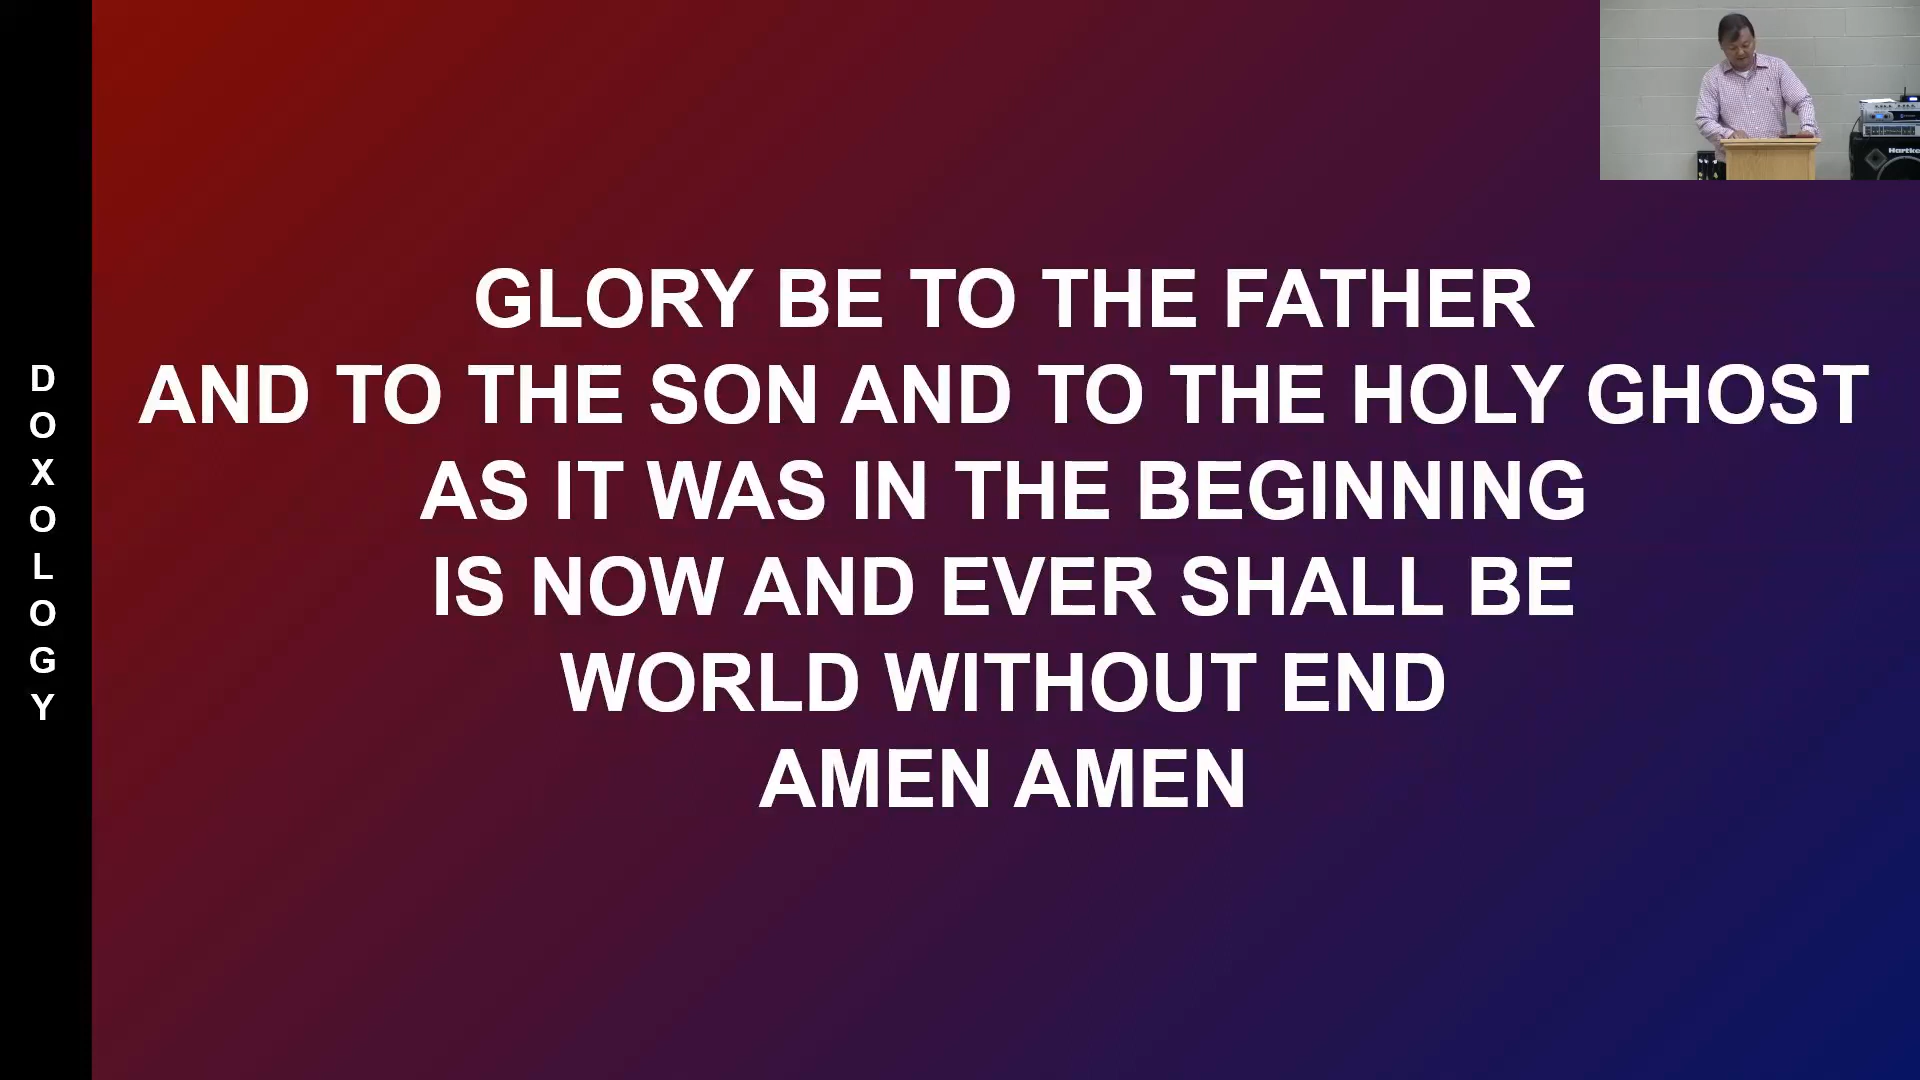 DOXOLOGY
GLORY BE TO THE FATHER
AND TO THE SON AND TO THE HOLY GHOST
AS IT WAS IN THE BEGINNING
IS NOW AND EVER SHALL BE
WORLD WITHOUT END
AMEN AMEN
Hartke